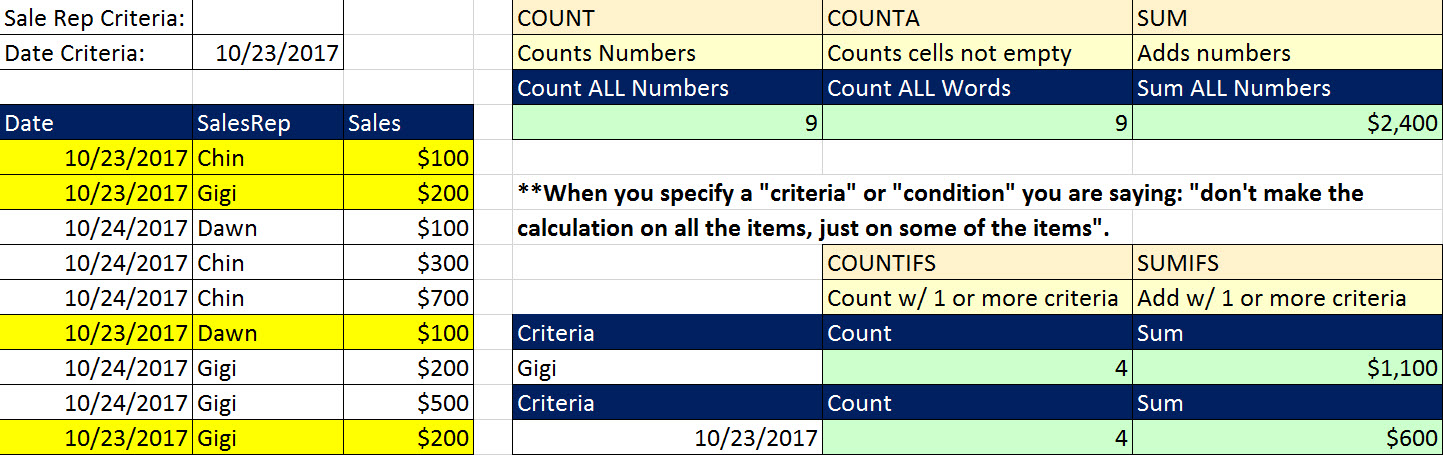 Sale Rep Criteria:
Date Criteria: 10/23/2017
Date SalesRep Sales
10/23/2017 Chin $100
10/23/2017 Gigi $200
10/24/2017 Dawn $100
10/24/2017 Chin $300
10/24/2017 Chin $700
10/23/2017 Dawn $100
10/24/2017 Gigi $200
10/24/2017 Gigi $500
10/23/2017 Gigi $200
COUNT COUNTA SUM
Counts Numbers Counts cells not empty Adds numbers
Count ALL Numbers Count ALL Words Sum ALL Numbers
9 9 $2,400
**When you specify a "criteria" or "condition" you are saying: "don't make the
calculation on all the items, just on some of the items".
COUNTIFS SUMIFS
Count w/ 1 or more criteria Add w/ 1 or more criteria
Criteria Count Sum
Gigi 4 $1,100
Criteria Count Sum
10/23/2017 4 $600